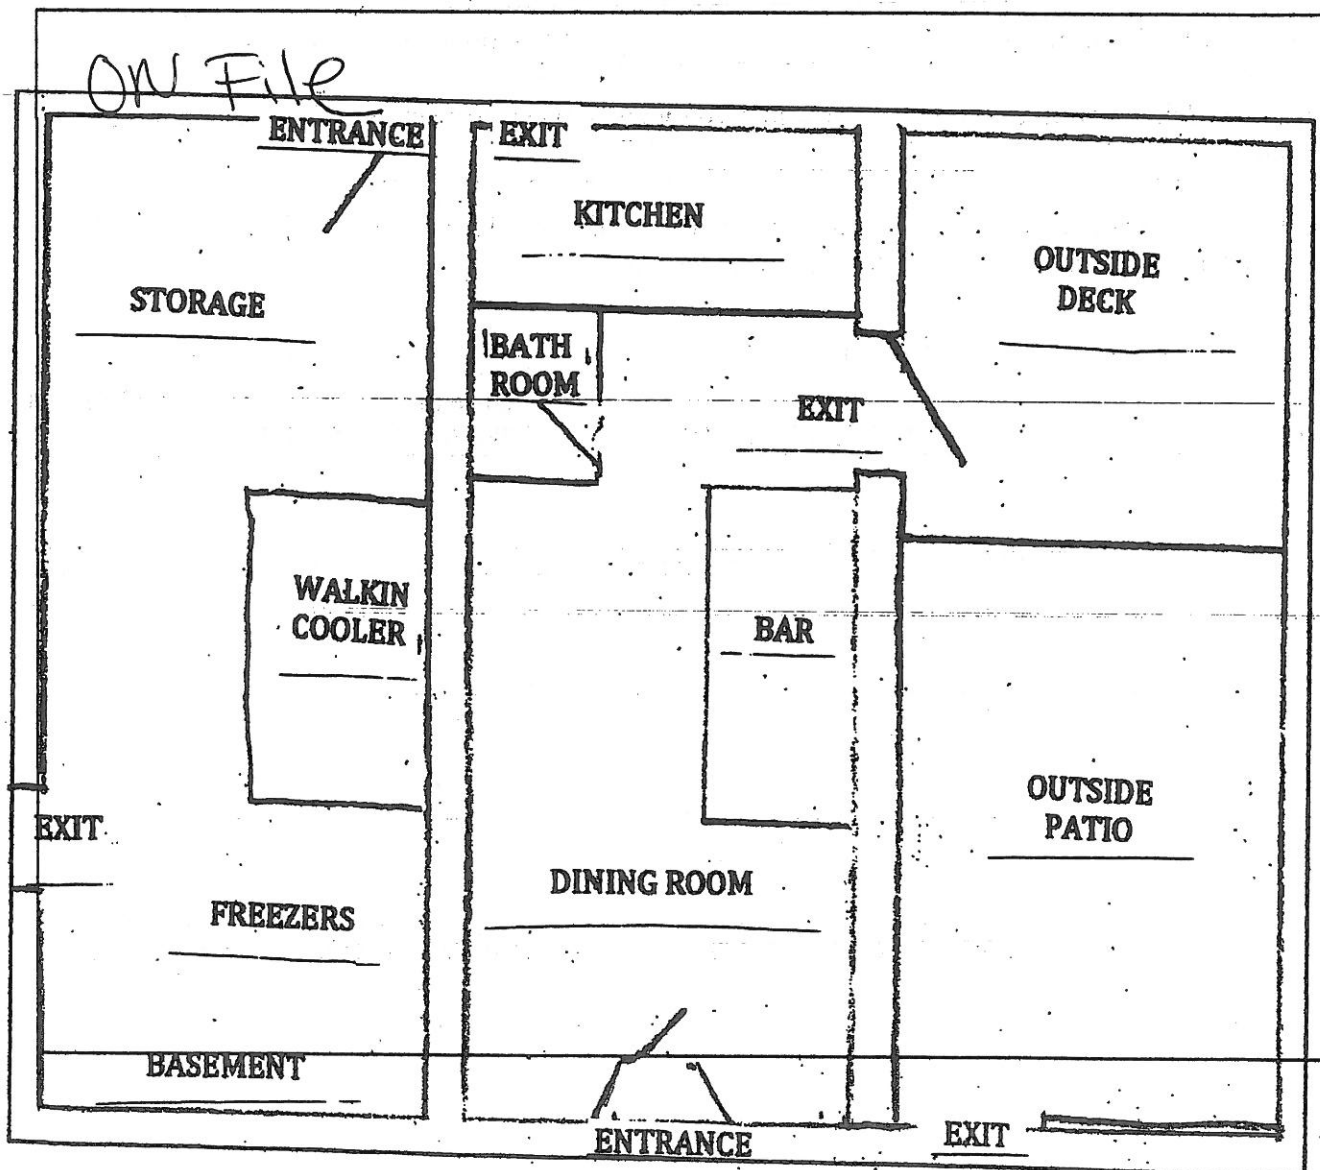 ON File
ENTRANCE
EXIT
KITCHEN
OUTSIDE
DECK
STORAGE
BATH
ROOM
EXIT
WALKIN
COOLER
BAR
OUTSIDE
PATIO
EXIT
DINING ROOM
FREEZERS
BASEMENT
ENTRANCE
EXIT